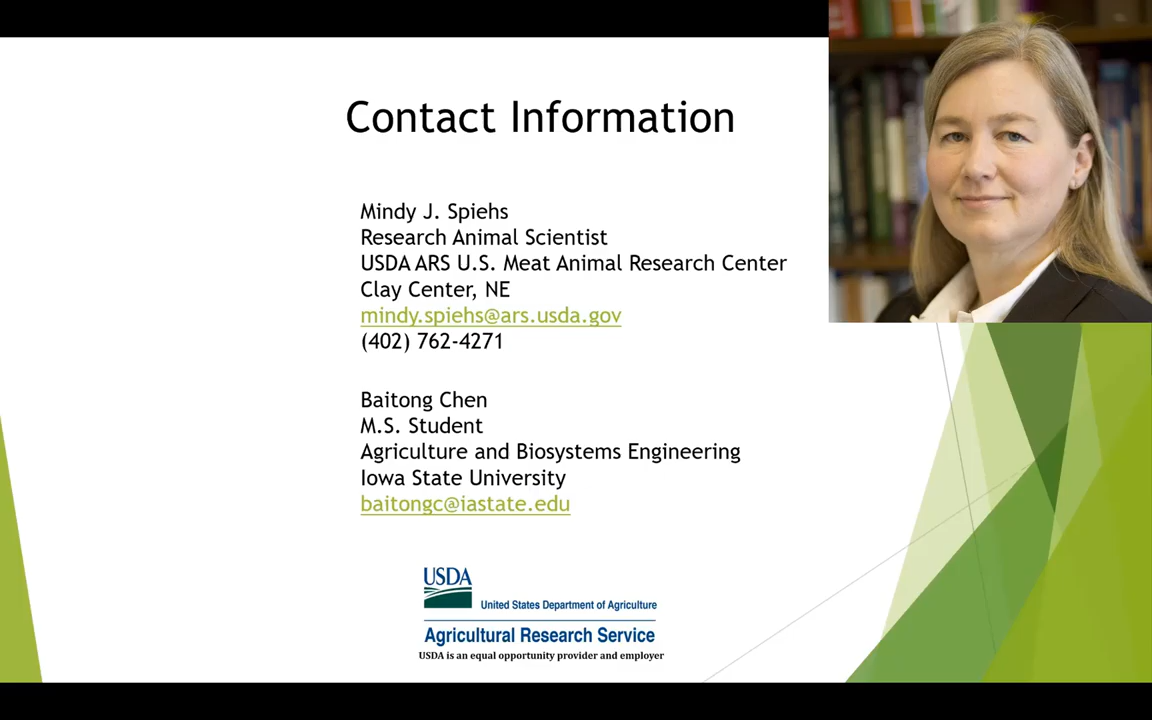 Contact Information
Mindy J. Spiehs
Research Animal Scientist
USDA ARS U.S. Meat Animal Research Center
Clay Center, NE
mindy.spiehs@ars.usda.gov
(402) 762-4271
Baitong Chen
M.S. Student
Agriculture and Biosystems Engineering
Iowa State University
baitongc@iastate.edu
USDA
United States Department of Agriculture
Agricultural Research Service
USDA is an equal opportunity provider and employer